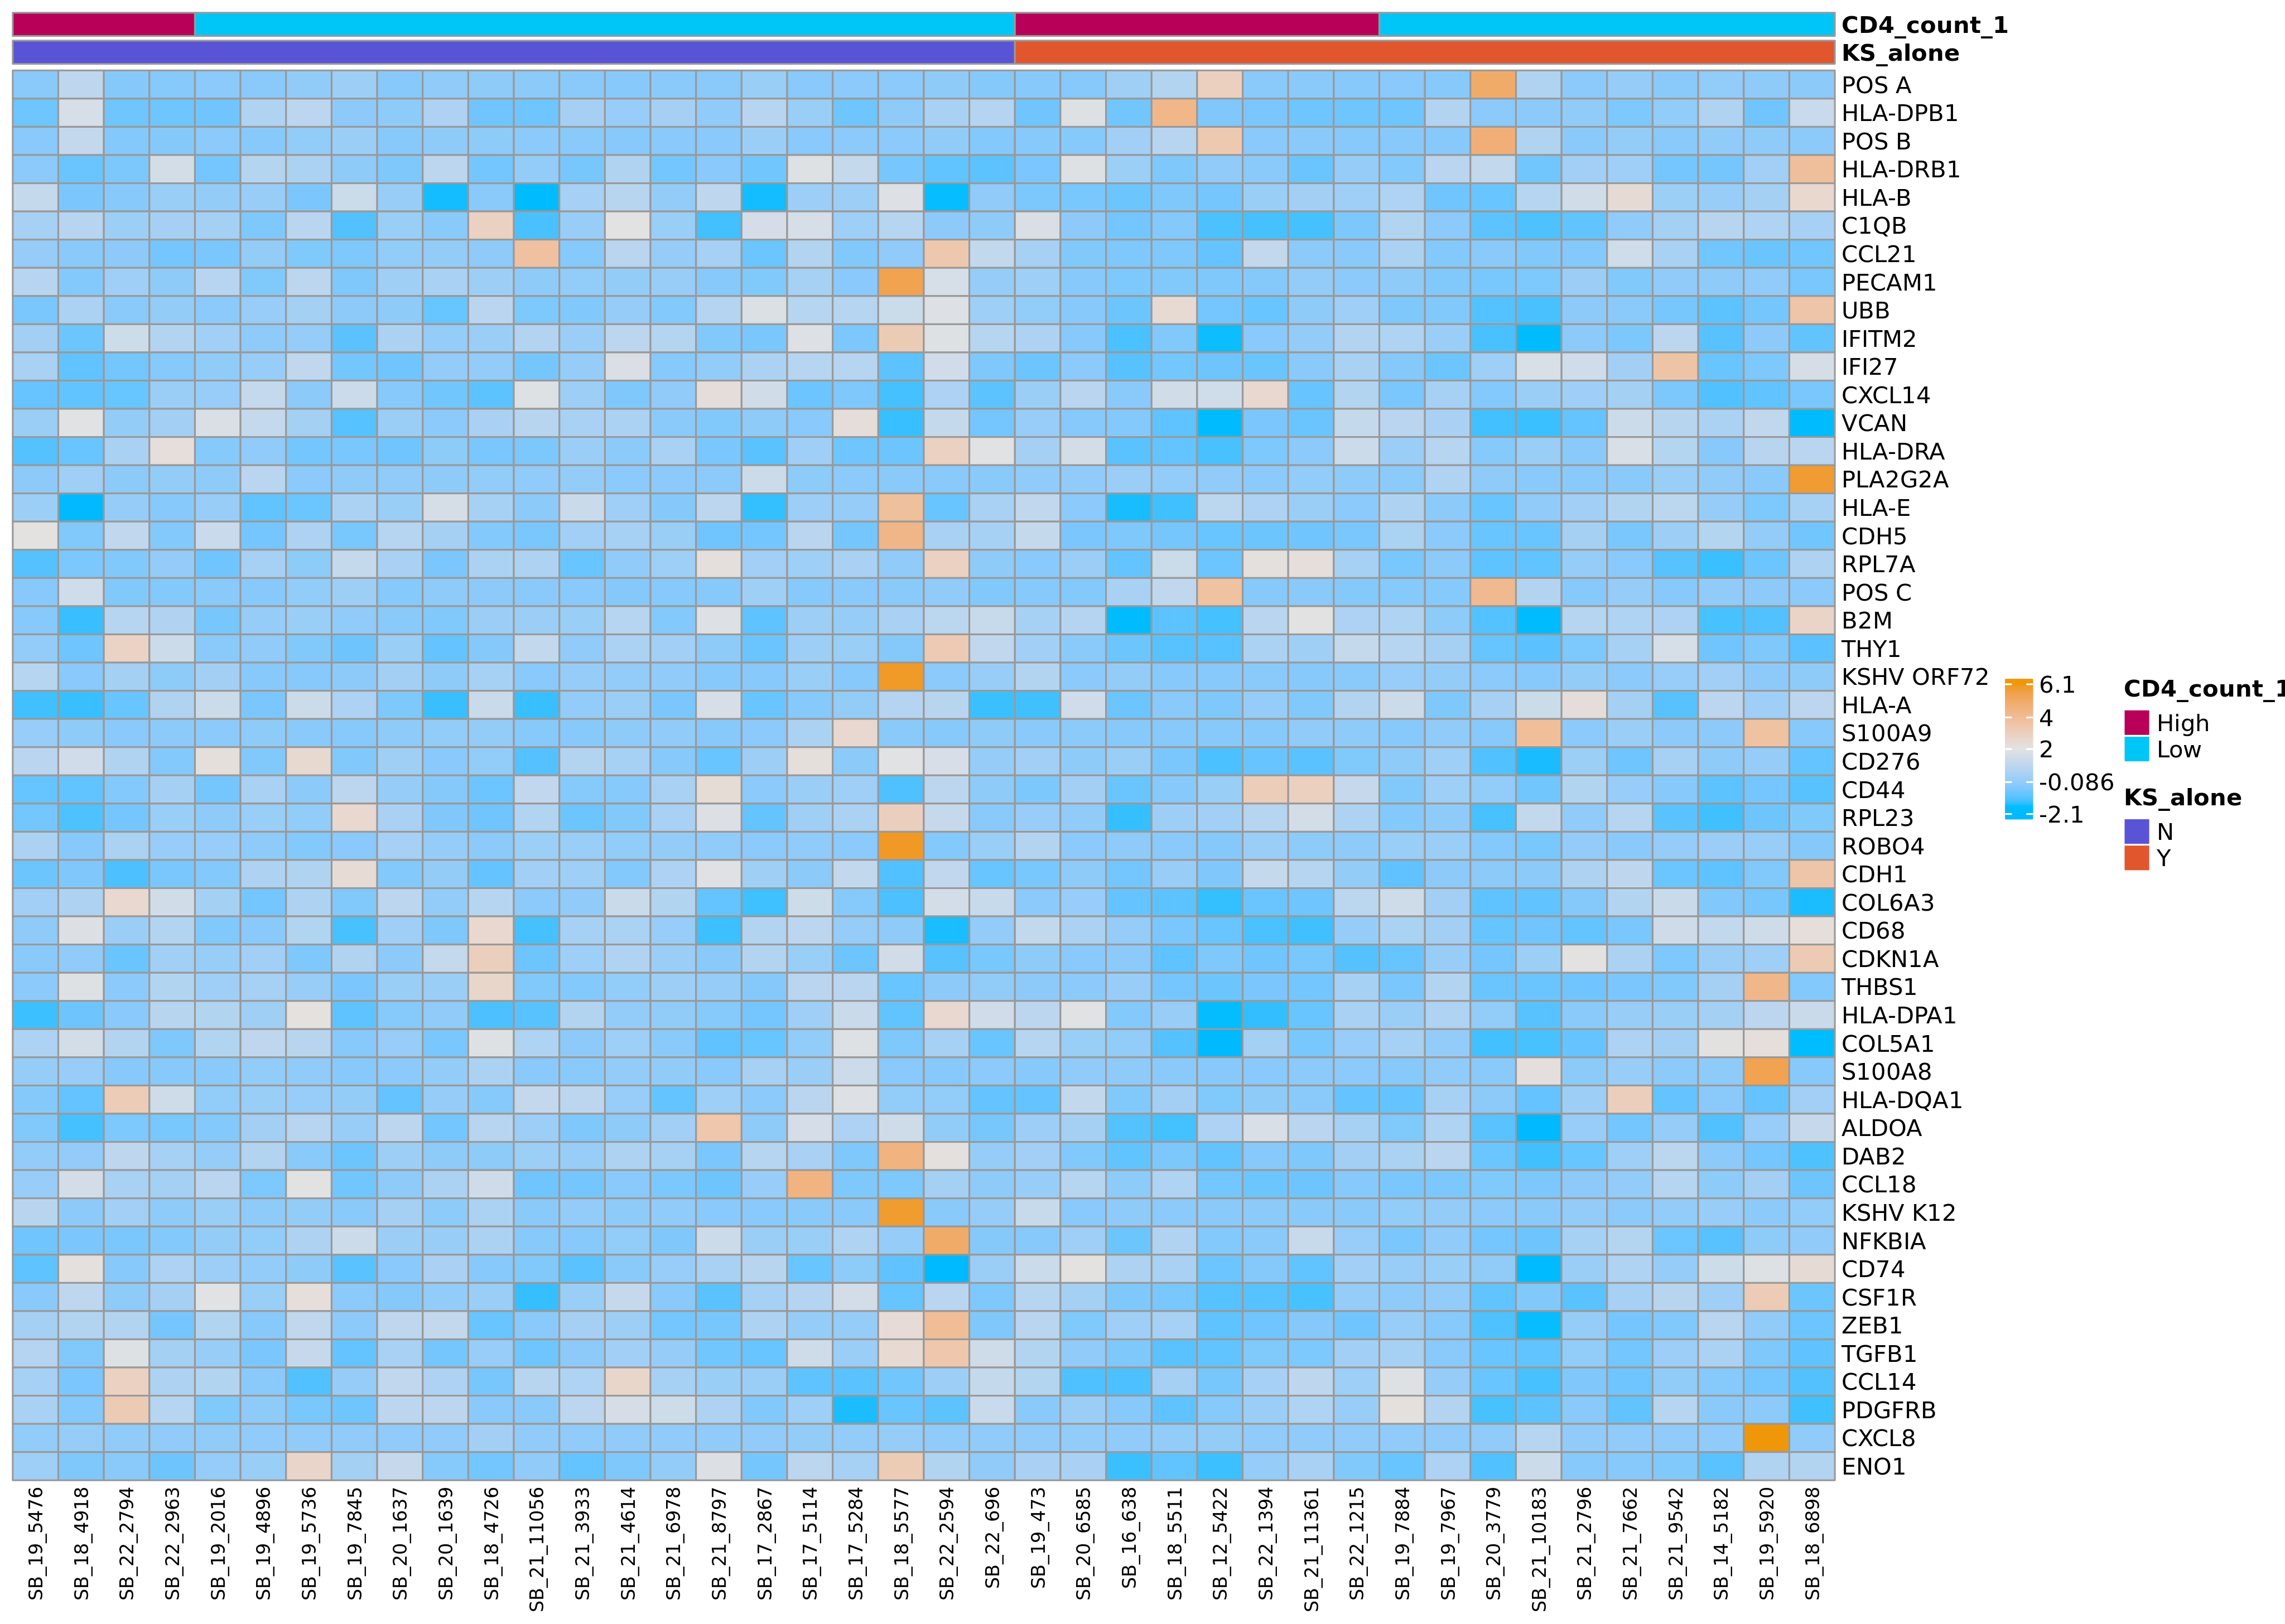 CD4_count_1
KS_alone
POS A
HLA-DPB1
POS B
HLA-DRB1
HLA-B
C1QB
CCL21
PECAM1
UBB
IFITM2
IFI27
CXCL14
VCAN
HLA-DRA
PLA2G2A
HLA-E
CDH5
RPL7A
POS C
B2M
THY1
KSHV ORF72
HLA-A
S100A9
CD276
CD44
RPL23
ROBO4
CDH1
COL6A3
CD68
CDKN1A
THBS1
HLA-DPA1
COL5A1
S100A8
HLA-DQA1
ALDOA
DAB2
CCL18
KSHV K12
NFKBIA
CD74
CSF1R
ZEB1
TGFB1
CCL14
PDGFRB
CXCL8
ENO1
6.1
4
2
-0.086
-2.1
CD4_count_1
High
Low
KS_alone
N
Y
SB_19_5476
SB_18_4918
SB_22_2794
SB_22_2963
SB_19_2016
SB_19_4896
SB_19_5736
SB_19_7845
SB_20_1637
SB_20_1639
SB_18_4726
SB_21_11056
SB_21_3933
SB_21_4614
SB_21_6978
SB_21_8797
SB_17_2867
SB_17_5114
SB_17_5284
SB_18_5577
SB_22_2594
SB_22_696
SB_19_473
SB_20_6585
SB_16_638
SB_18_5511
SB_12_5422
SB_22_1394
SB_21_11361
SB_22_1215
SB_19_7884
SB_19_7967
SB_20_3779
SB_21_10183
SB_21_2796
SB_21_7662
SB_21_9542
SB_14_5182
SB_19_5920
SB_18_6898